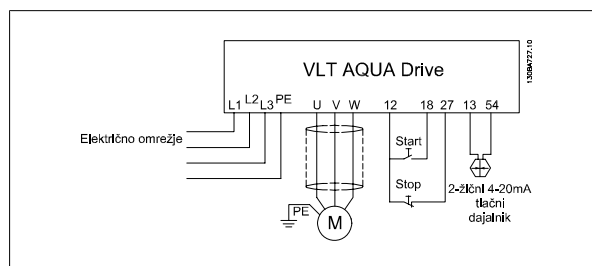 VLT AQUA Drive
130BA727.10
L1 L2 L3 PE U V W 12 18 27 13 54
Električno omrežje
Start
Stop
PE
M
2-žični 4-20mA
tlačni
dajalnik